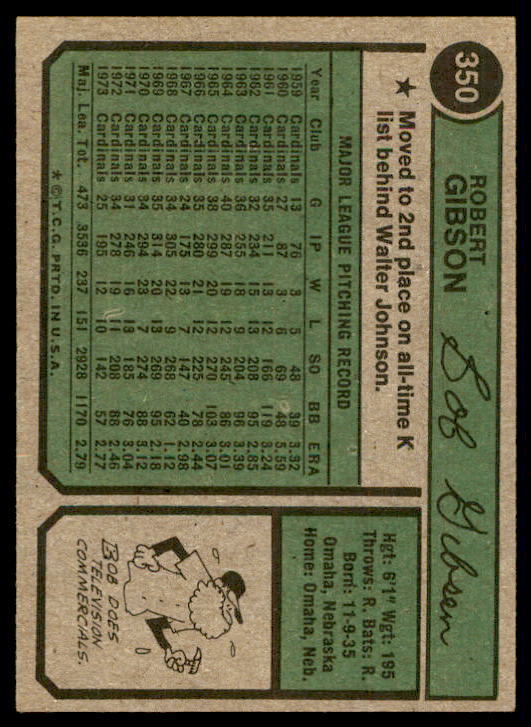 350
ROBERT
GIBSON
Bob Gibson
★ Moved to 2nd place on all-time K
list behind Walter Johnson.
MAJOR LEAGUE PITCHING RECORD
Year Club G IP W L SO BB ERA
1959 Cardinals 13 76 3 5 48 39 3.32
1960 Cardinals 27 87 3 6 69 48 5.59
1961 Cardinals 35 211 13 12 166 119 3.24
1962 Cardinals 32 234 15 13 208 95 2.85
1963 Cardinals 36 255 18 9 204 96 3.39
1964 Cardinals 40 287 19 12 245 86 3.01
1965 Cardinals 38 299 20 12 270 103 3.07
1966 Cardinals 35 280 21 12 225 78 2.44
1967 Cardinals 24 175 13 7 147 40 2.98
1968 Cardinals 34 305 22 9 268 62 1.12
1969 Cardinals 35 314 20 13 269 95 2.18
1970 Cardinals 34 294 23 7 274 88 3.12
1971 Cardinals 31 246 16 13 185 76 3.04
1972 Cardinals 34 278 19 11 208 88 2.46
1973 Cardinals 25 195 12 10 142 57 2.77
Maj. Lea. Tot. 473 3536 237 151 2928 1170 2.79
* © T.C.G. PRTD. IN U.S.A.
Hgt: 6'1" Wgt: 195
Throws: R. Bats: R.
Born: 11-9-35
Omaha, Nebraska
Home: Omaha, Neb.
BOB DOES
TELEVISION
COMMERCIALS.